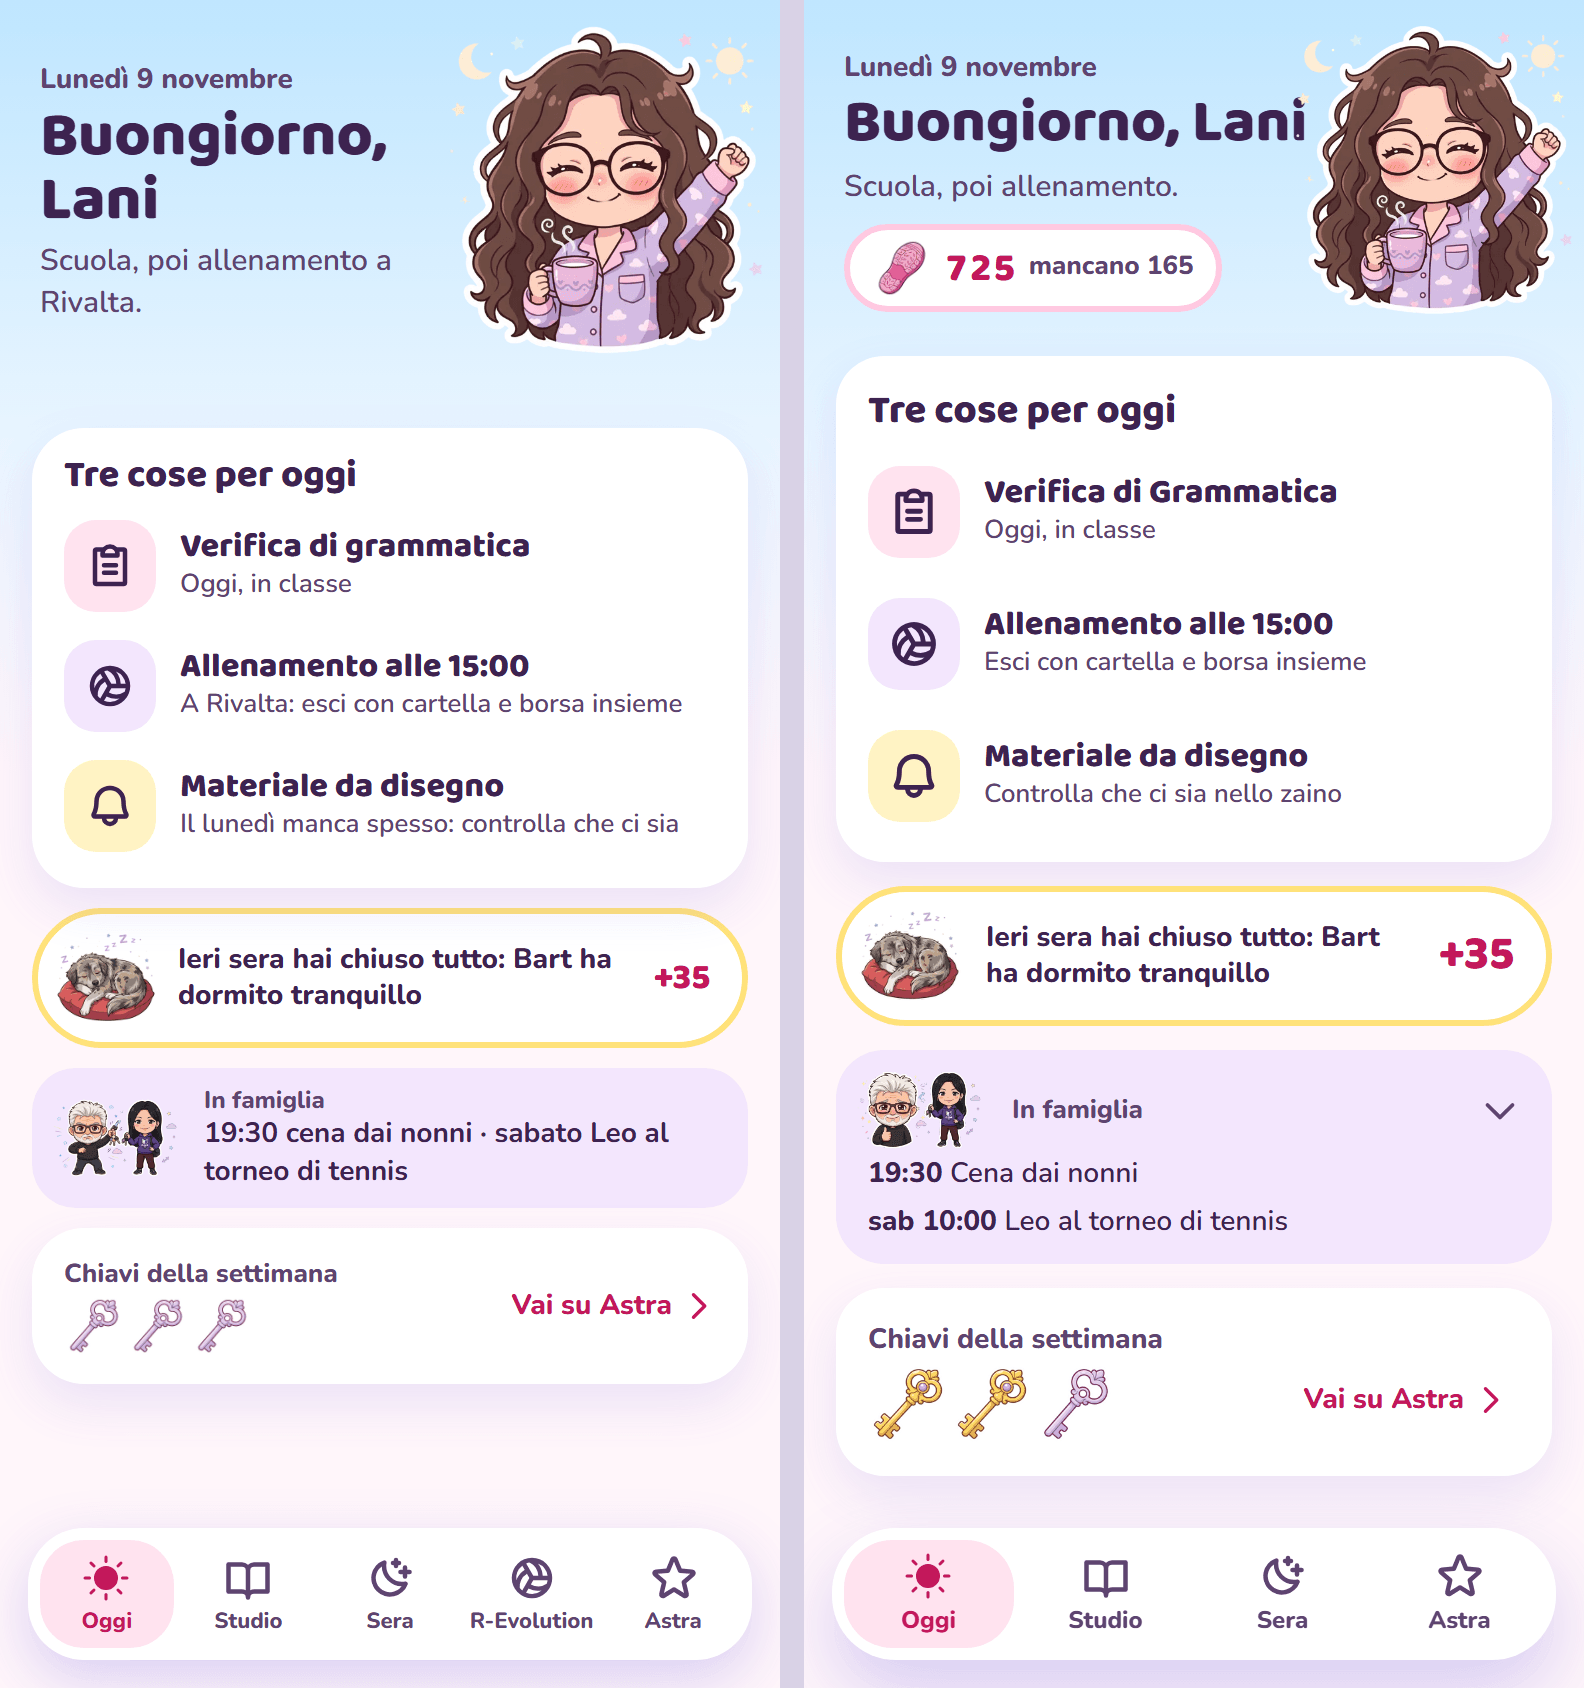 Lunedì 9 novembre
Buongiorno,
Lani
Scuola, poi allenamento a
Rivalta.
Tre cose per oggi
Verifica di grammatica
Oggi, in classe
Allenamento alle 15:00
A Rivalta: esci con cartella e borsa insieme
Materiale da disegno
Il lunedì manca spesso: controlla che ci sia
z z z z z
Ieri sera hai chiuso tutto: Bart ha
dormito tranquillo
+35
In famiglia
19:30 cena dai nonni · sabato Leo al
torneo di tennis
Chiavi della settimana
Vai su Astra
Oggi
Studio
Sera
R-Evolution
Astra
Lunedì 9 novembre
Buongiorno, Lani
Scuola, poi allenamento.
725 mancano 165
Tre cose per oggi
Verifica di Grammatica
Oggi, in classe
Allenamento alle 15:00
Esci con cartella e borsa insieme
Materiale da disegno
Controlla che ci sia nello zaino
z z z z z
Ieri sera hai chiuso tutto: Bart
ha dormito tranquillo
+35
In famiglia
19:30 Cena dai nonni
sab 10:00 Leo al torneo di tennis
Chiavi della settimana
Vai su Astra
Oggi
Studio
Sera
Astra